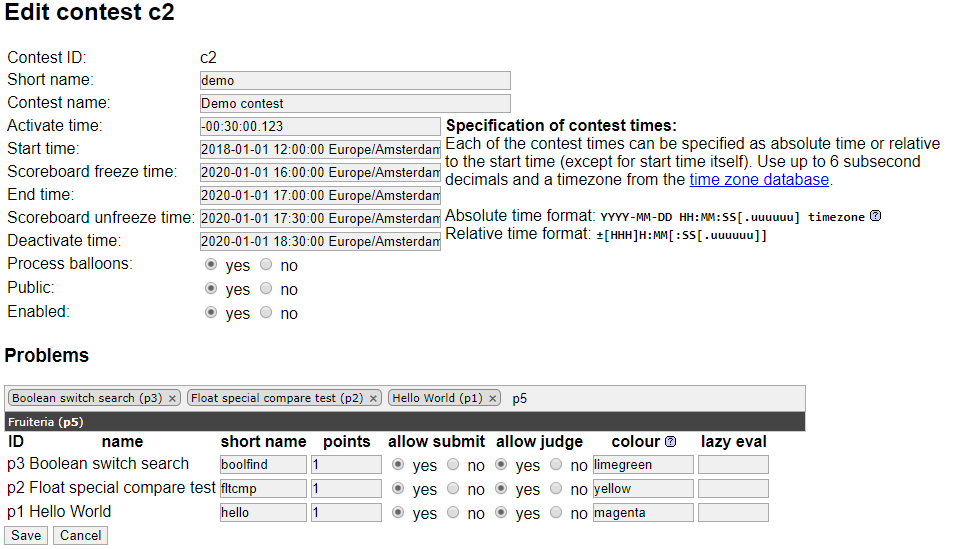 Edit contest c2
Contest ID: c2
Short name: demo
Contest name: Demo contest
Activate time: -00:30:00.123
Specification of contest times:
Start time: 2018-01-01 12:00:00 Europe/Amsterdam
Each of the contest times can be specified as absolute time or relative
to the start time (except for start time itself). Use up to 6 subsecond
decimals and a timezone from the time zone database.
Scoreboard freeze time: 2020-01-01 16:00:00 Europe/Amsterdam
End time: 2020-01-01 17:00:00 Europe/Amsterdam
Scoreboard unfreeze time: 2020-01-01 17:30:00 Europe/Amsterdam
Absolute time format: YYYY-MM-DD HH:MM:SS[.uuuuuu] timezone ?
Deactivate time: 2020-01-01 18:30:00 Europe/Amsterdam
Relative time format: ±[HHH]H:MM[:SS[.uuuuuu]]
Process balloons: yes no
Public: yes no
Enabled: yes no
Problems
Boolean switch search (p3) × Float special compare test (p2) × Hello World (p1) × p5
Fruiteria (p5)
ID name short name points allow submit allow judge colour ? lazy eval
p3 Boolean switch search boolfind 1 yes no yes no limegreen
p2 Float special compare test fltcmp 1 yes no yes no yellow
p1 Hello World hello 1 yes no yes no magenta
Save Cancel